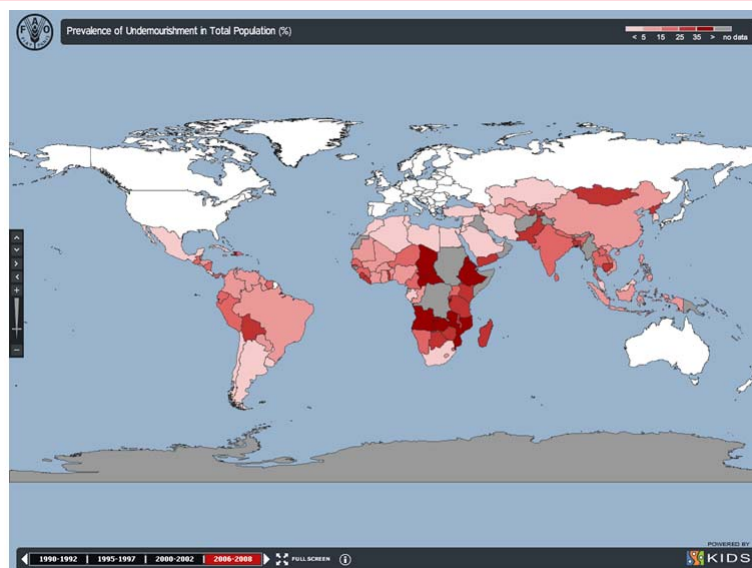 F A O
Prevalence of Undernourishment in Total Population (%)
< 5 15 25 35 > no data
1990-1992 | 1995-1997 | 2000-2002 | 2006-2008
FULL SCREEN
POWERED BY
KIDS